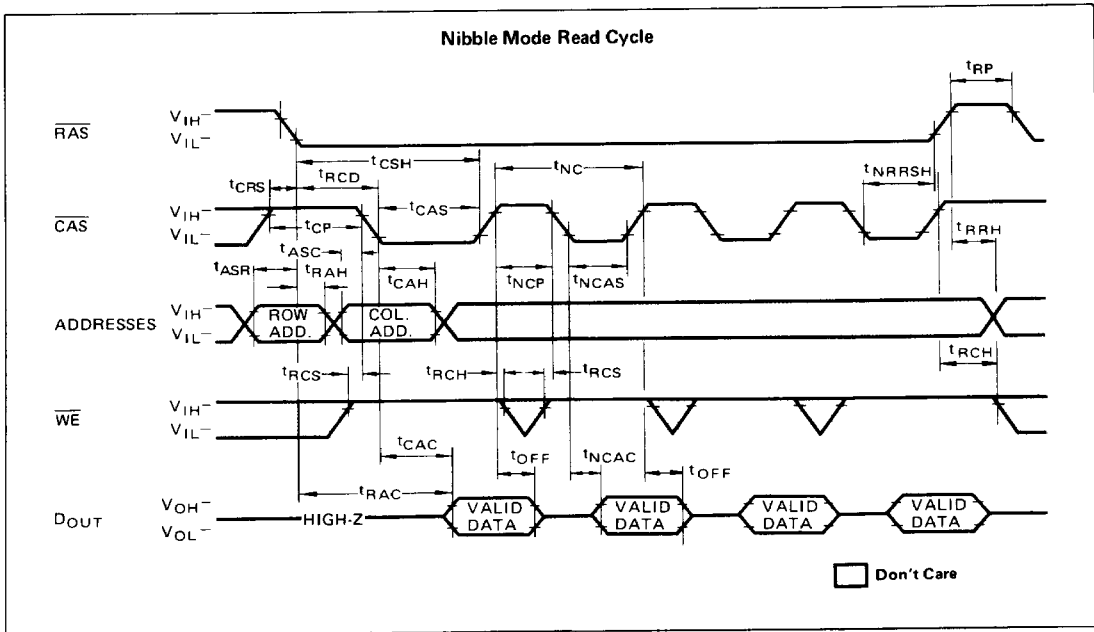 Nibble Mode Read Cycle
tRP
RAS
VIH
VIL
tCSH
tCRS
tRCD
tNC
tNRRSH
CAS
VIH
VIL
tCAS
tCP
tRRH
tASC
tASR
tRAH
tCAH
tNCP
tNCAS
ADDRESSES
VIH
VIL
ROW
ADD.
COL.
ADD.
tRCS
tRCH
tRCS
tRCH
WE
VIH
VIL
tCAC
tOFF
tNCAC
tOFF
tRAC
DOUT
VOH
VOL
HIGH-Z
VALID
DATA
VALID
DATA
VALID
DATA
VALID
DATA
Don't Care